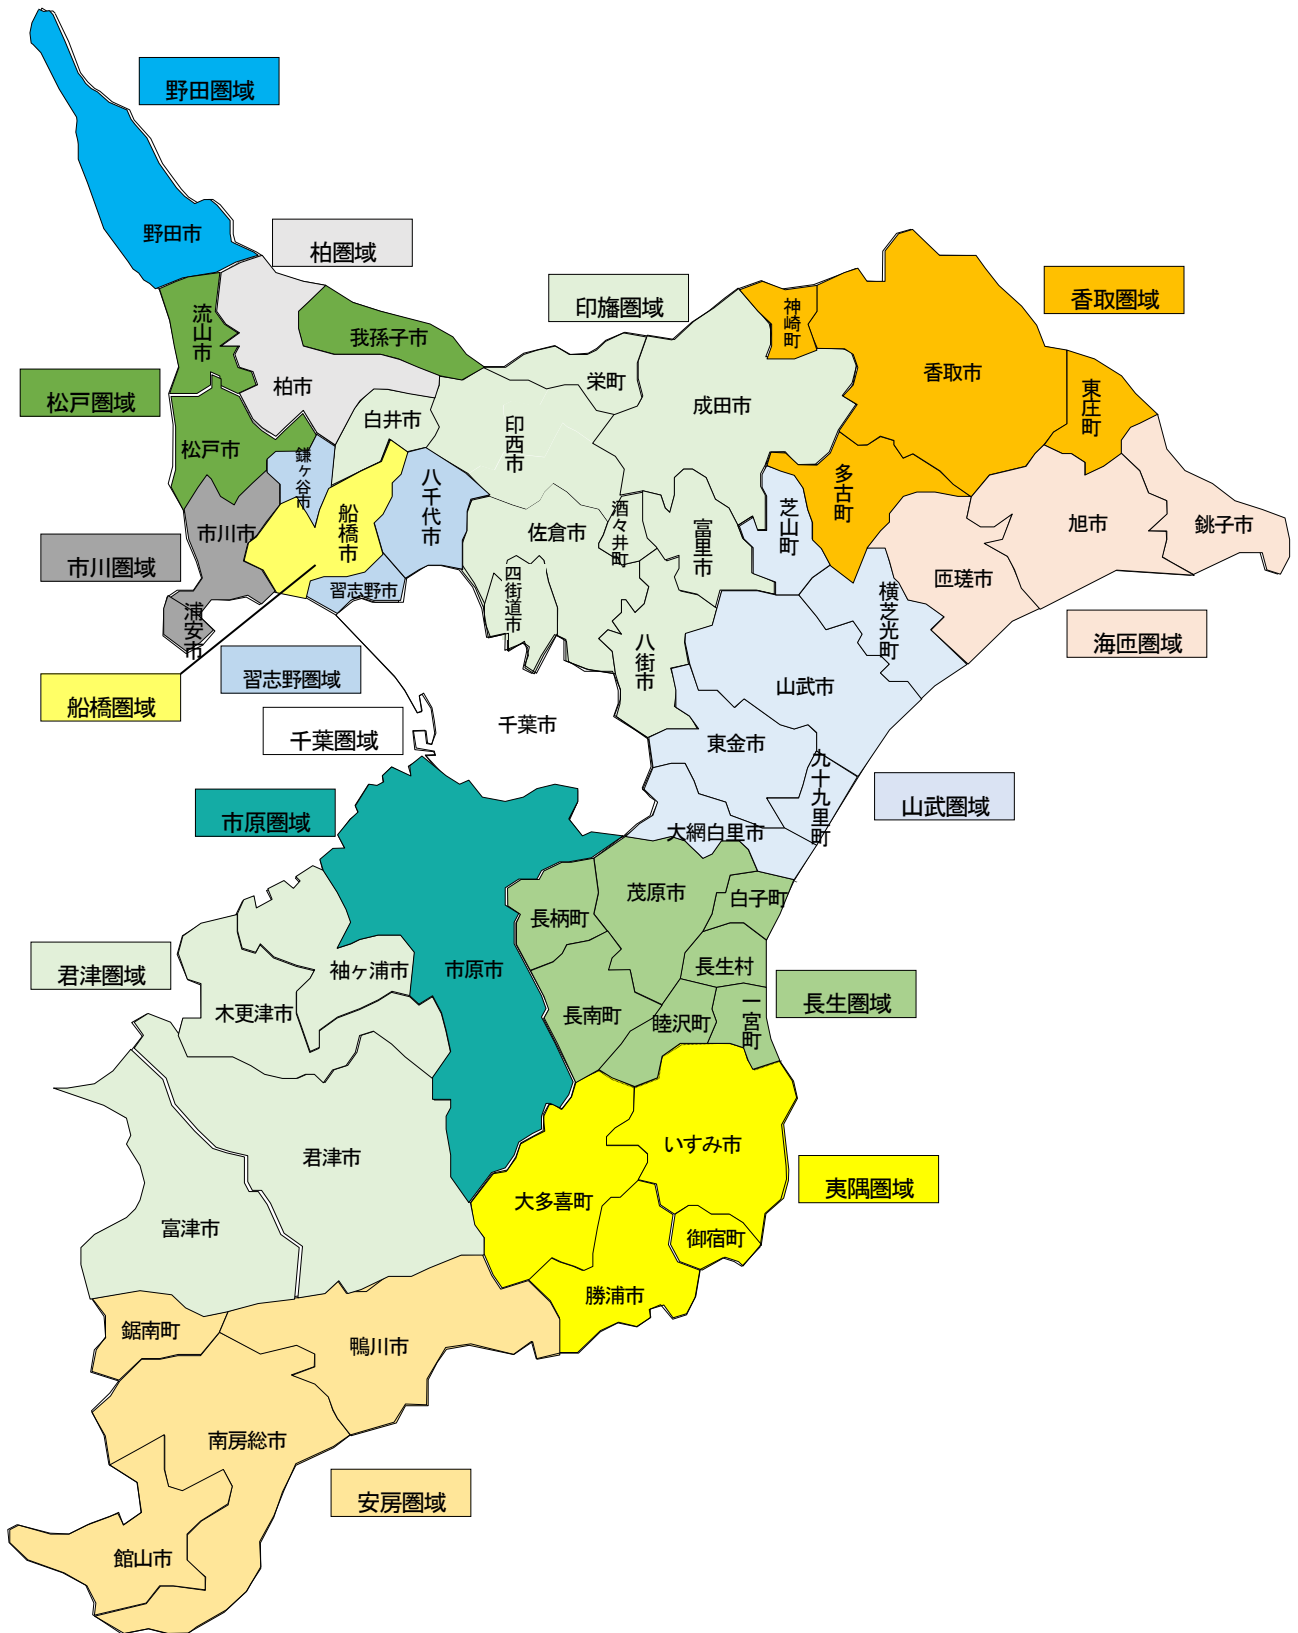 野田圏域
野田市
柏圏域
印旛圏域
香取圏域
流山市
我孫子市
神崎町
香取市
東庄町
松戸圏域
柏市
栄町
成田市
白井市
松戸市
鎌ヶ谷市
印西市
八千代市
多古町
市川圏域
市川市
船橋市
佐倉市
酒々井町
富里市
芝山町
旭市
銚子市
習志野市
四街道市
匝瑳市
浦安市
横芝光町
海匝圏域
船橋圏域
習志野圏域
八街市
山武市
千葉圏域
千葉市
東金市
九十九里町
山武圏域
市原圏域
大網白里市
茂原市
白子町
長柄町
君津圏域
袖ヶ浦市
市原市
長生村
長生圏域
木更津市
長南町
睦沢町
一宮町
君津市
いすみ市
夷隅圏域
大多喜町
富津市
御宿町
勝浦市
鋸南町
鴨川市
南房総市
安房圏域
館山市